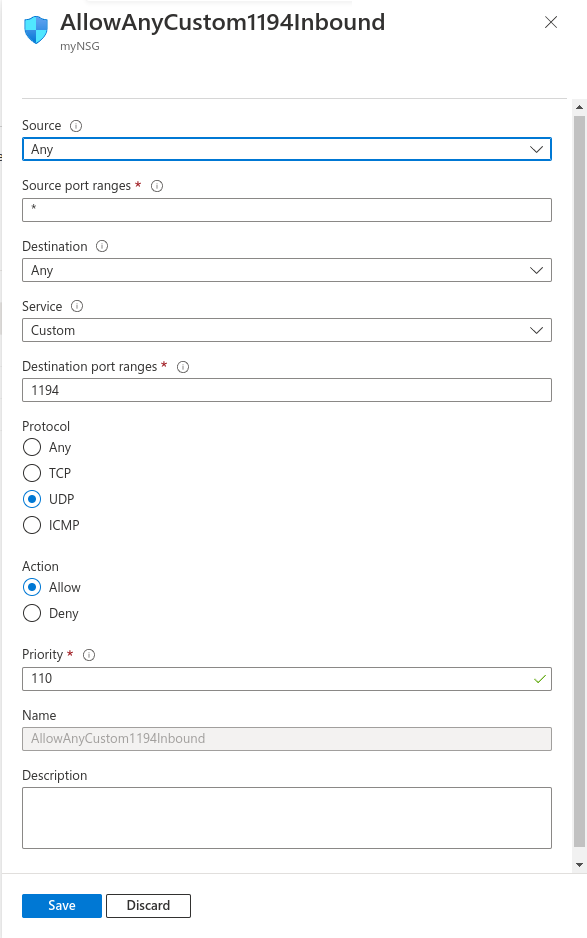 AllowAnyCustom1194Inbound
myNSG
Source
Any
Source port ranges *
*
Destination
Any
Service
Custom
Destination port ranges *
1194
Protocol
Any
TCP
UDP
ICMP
Action
Allow
Deny
Priority *
110
Name
AllowAnyCustom1194Inbound
Description
Save Discard